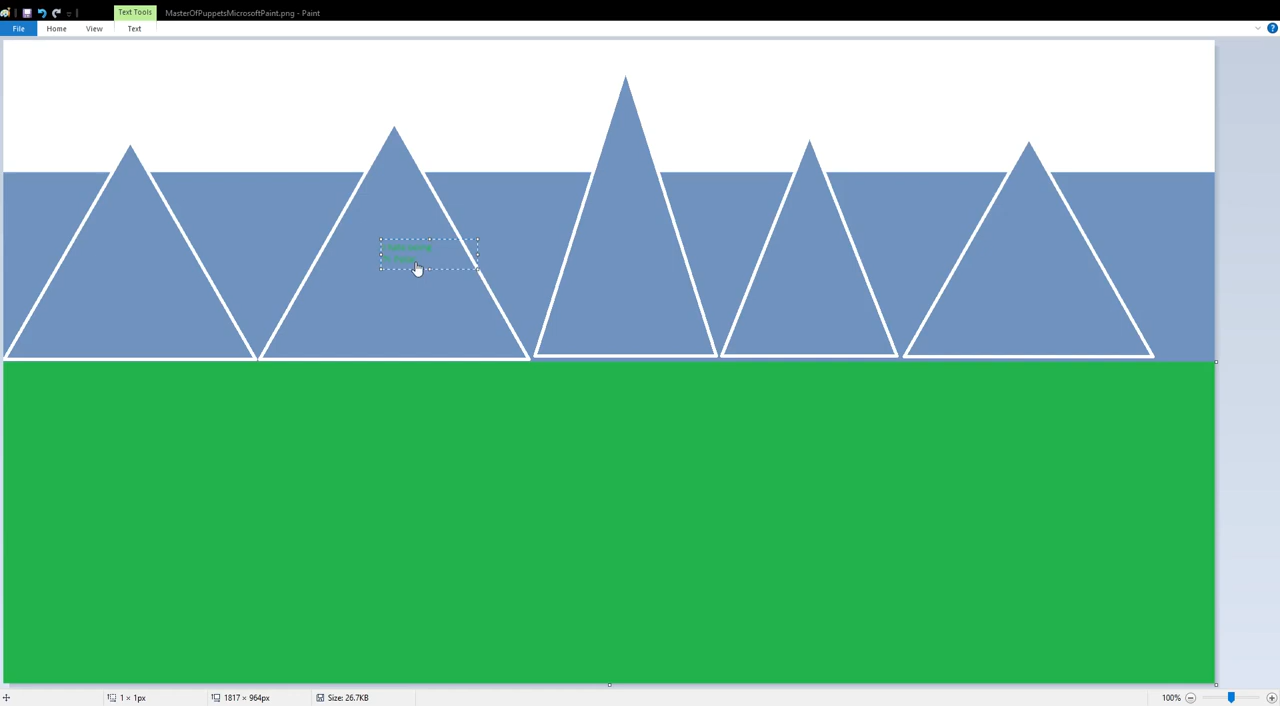 Text Tools MasterOfPuppetsMicrosoftPaint.png - Paint
File Home View Text
1 × 1px 1817 × 964px Size: 26.7KB 100%